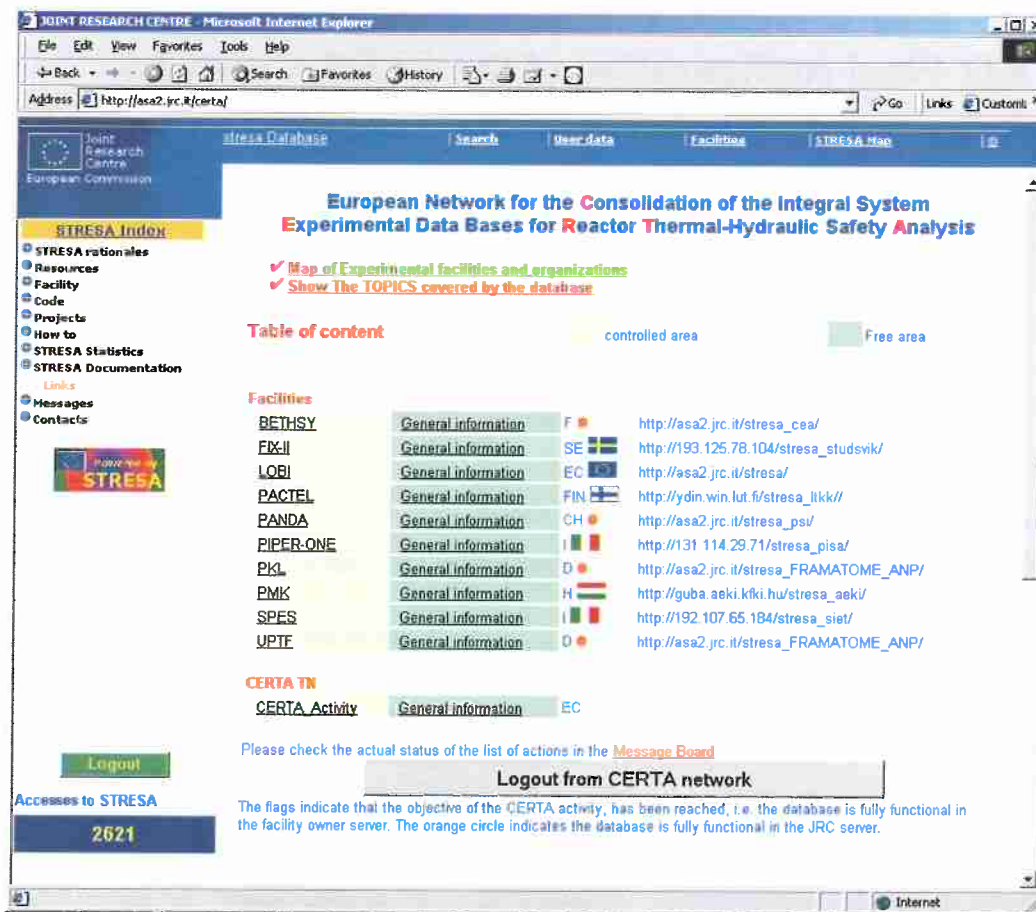 JOINT RESEARCH CENTRE - Microsoft Internet Explorer
File Edit View Favorites Tools Help
Back Search Favorites History
Address http://asa2.jrc.it/certa/ Go Links
Joint
Research
Centre
European Commission
stresa Database Search User data Facilities STRESA Map
European Network for the Consolidation of the Integral System
Experimental Data Bases for Reactor Thermal-Hydraulic Safety Analysis
STRESA Index
STRESA rationales
Resources
Facility
Code
Projects
How to
STRESA Statistics
STRESA Documentation
Links
Messages
Contacts
Powered by
STRESA
Map of Experimental facilities and organizations
Show The TOPICS covered by the database
Table of content controlled area Free area
Facilities
BETHSY General information F http://asa2.jrc.it/stresa_cea/
FIX-II General information SE http://193.125.78.104/stresa_studsvik/
LOBI General information EC http://asa2.jrc.it/stresa/
PACTEL General information FIN http://ydin.win.lut.fi/stresa_ltkk//
PANDA General information CH http://asa2.jrc.it/stresa_psi/
PIPER-ONE General information I http://131 114.29.71/stresa_pisa/
PKL General information D http://asa2.jrc.it/stresa_FRAMATOME_ANP/
PMK General information H http://guba.aeki.kfki.hu/stresa_aeki/
SPES General information I http://192.107.65.184/stresa_siet/
UPTF General information D http://asa2.jrc.it/stresa_FRAMATOME_ANP/
CERTA TN
CERTA_Activity General information EC
Please check the actual status of the list of actions in the Message Board
Logout from CERTA network
The flags indicate that the objective of the CERTA activity, has been reached, i.e. the database is fully functional in
the facility owner server. The orange circle indicates the database is fully functional in the JRC server.
Logout
Accesses to STRESA
2621
Internet